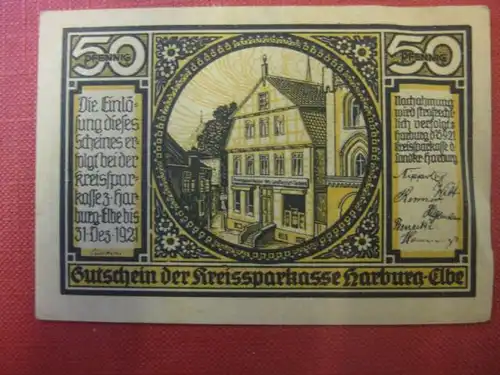 50
PFENNIG
50
PFENNIG
Die Einlö-
sung dieses
Scheines er-
folgt bei der
Kreisspar-
kasse z. Har-
burg-Elbe bis
31. Dez. 1921
Nachahmung
wird strafrecht-
lich verfolgt
Harburg
Kreissparkasse d.
Landkr. Harburg
Gutschein der Kreissparkasse Harburg-Elbe